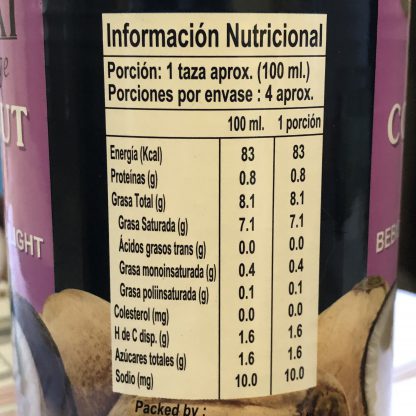 Información Nutricional
Porción: 1 taza aprox. (100 ml.)
Porciones por envase : 4 aprox.
100 ml. 1 porción
Energía (Kcal) 83 83
Proteínas (g) 0.8 0.8
Grasa Total (g) 8.1 8.1
Grasa Saturada (g) 7.1 7.1
Ácidos grasos trans (g) 0.0 0.0
Grasa monoinsaturada (g) 0.4 0.4
Grasa poliinsaturada (g) 0.1 0.1
Colesterol (mg) 0.0 0.0
H de C disp. (g) 1.6 1.6
Azúcares totales (g) 1.6 1.6
Sodio (mg) 10.0 10.0
Packed by :